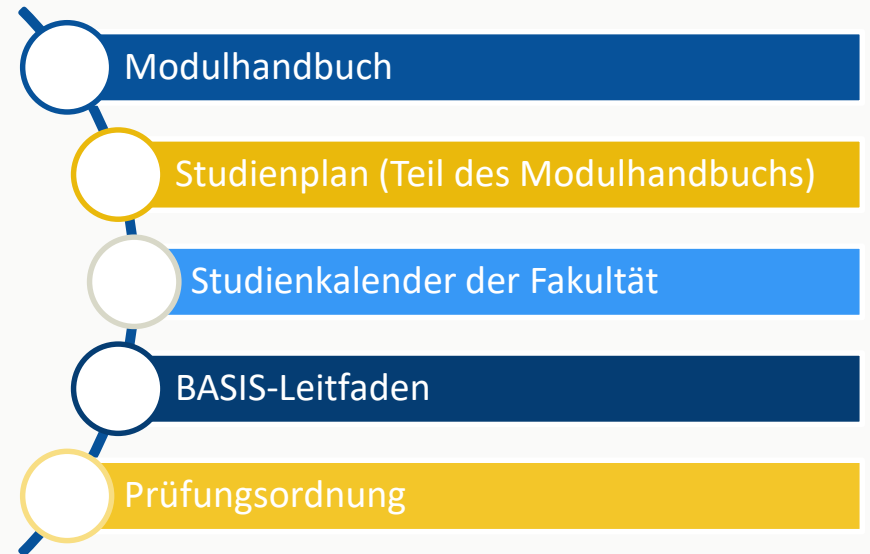 Modulhandbuch
Studienplan (Teil des Modulhandbuchs)
Studienkalender der Fakultät
BASIS-Leitfaden
Prüfungsordnung